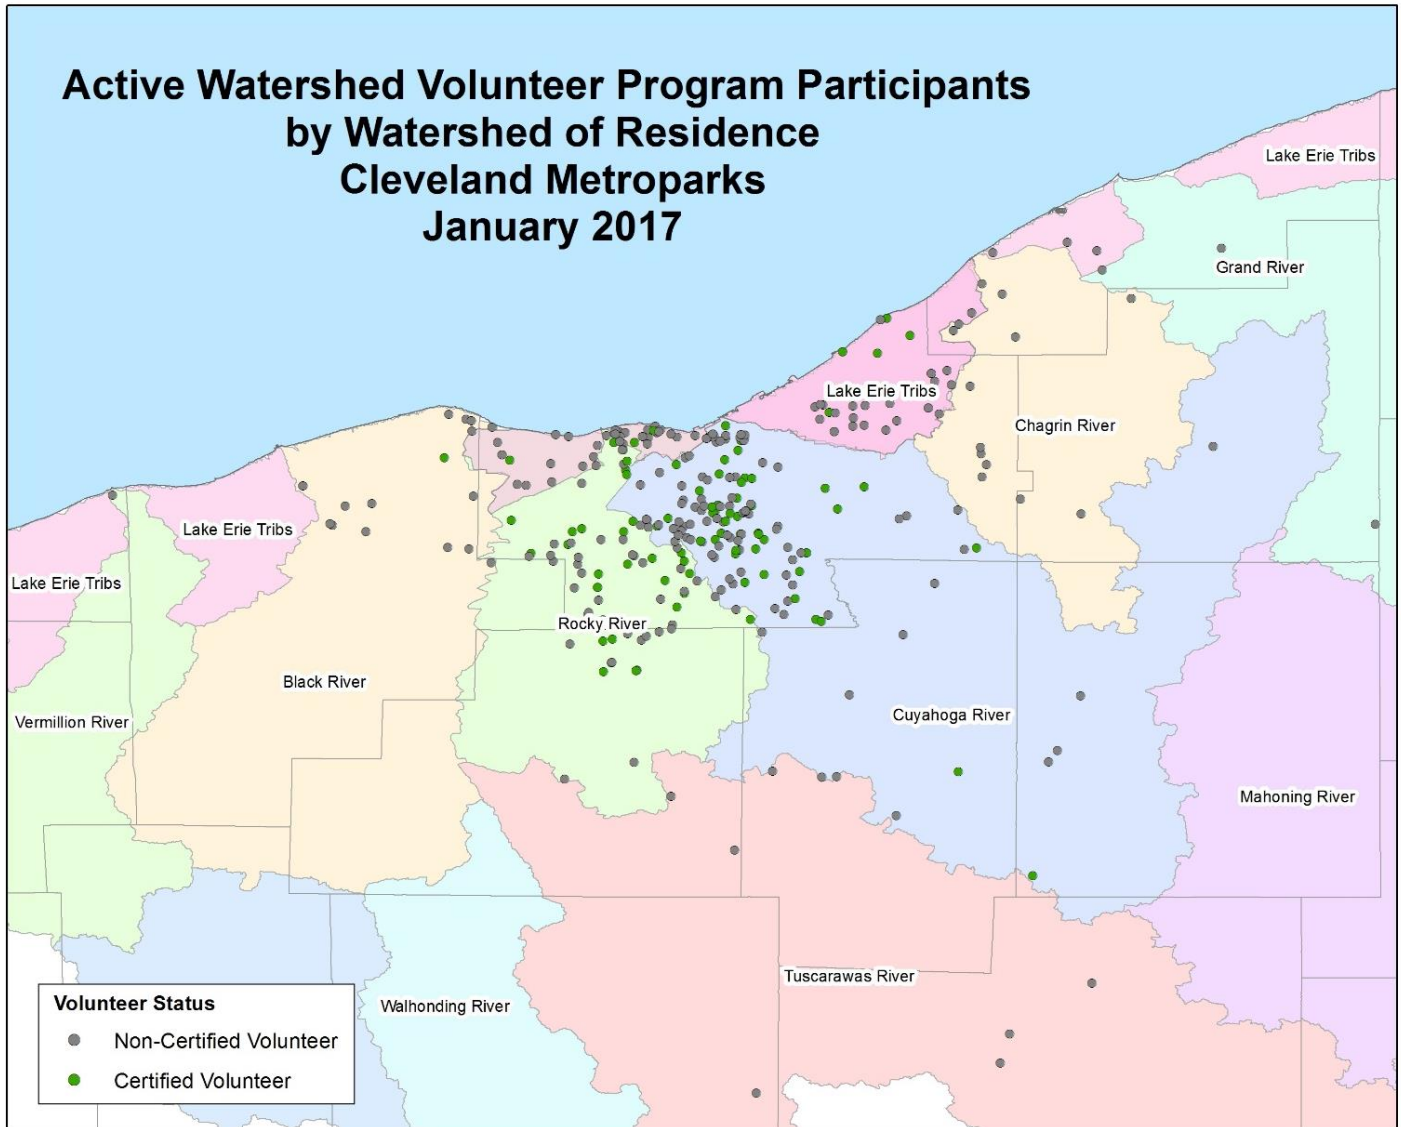 Active Watershed Volunteer Program Participants
by Watershed of Residence
Cleveland Metroparks
January 2017
Lake Erie Tribs
Grand River
Lake Erie Tribs
Chagrin River
Lake Erie Tribs
Lake Erie Tribs
Rocky River
Black River
Vermillion River
Cuyahoga River
Mahoning River
Tuscarawas River
Walhonding River
Volunteer Status
Non-Certified Volunteer
Certified Volunteer